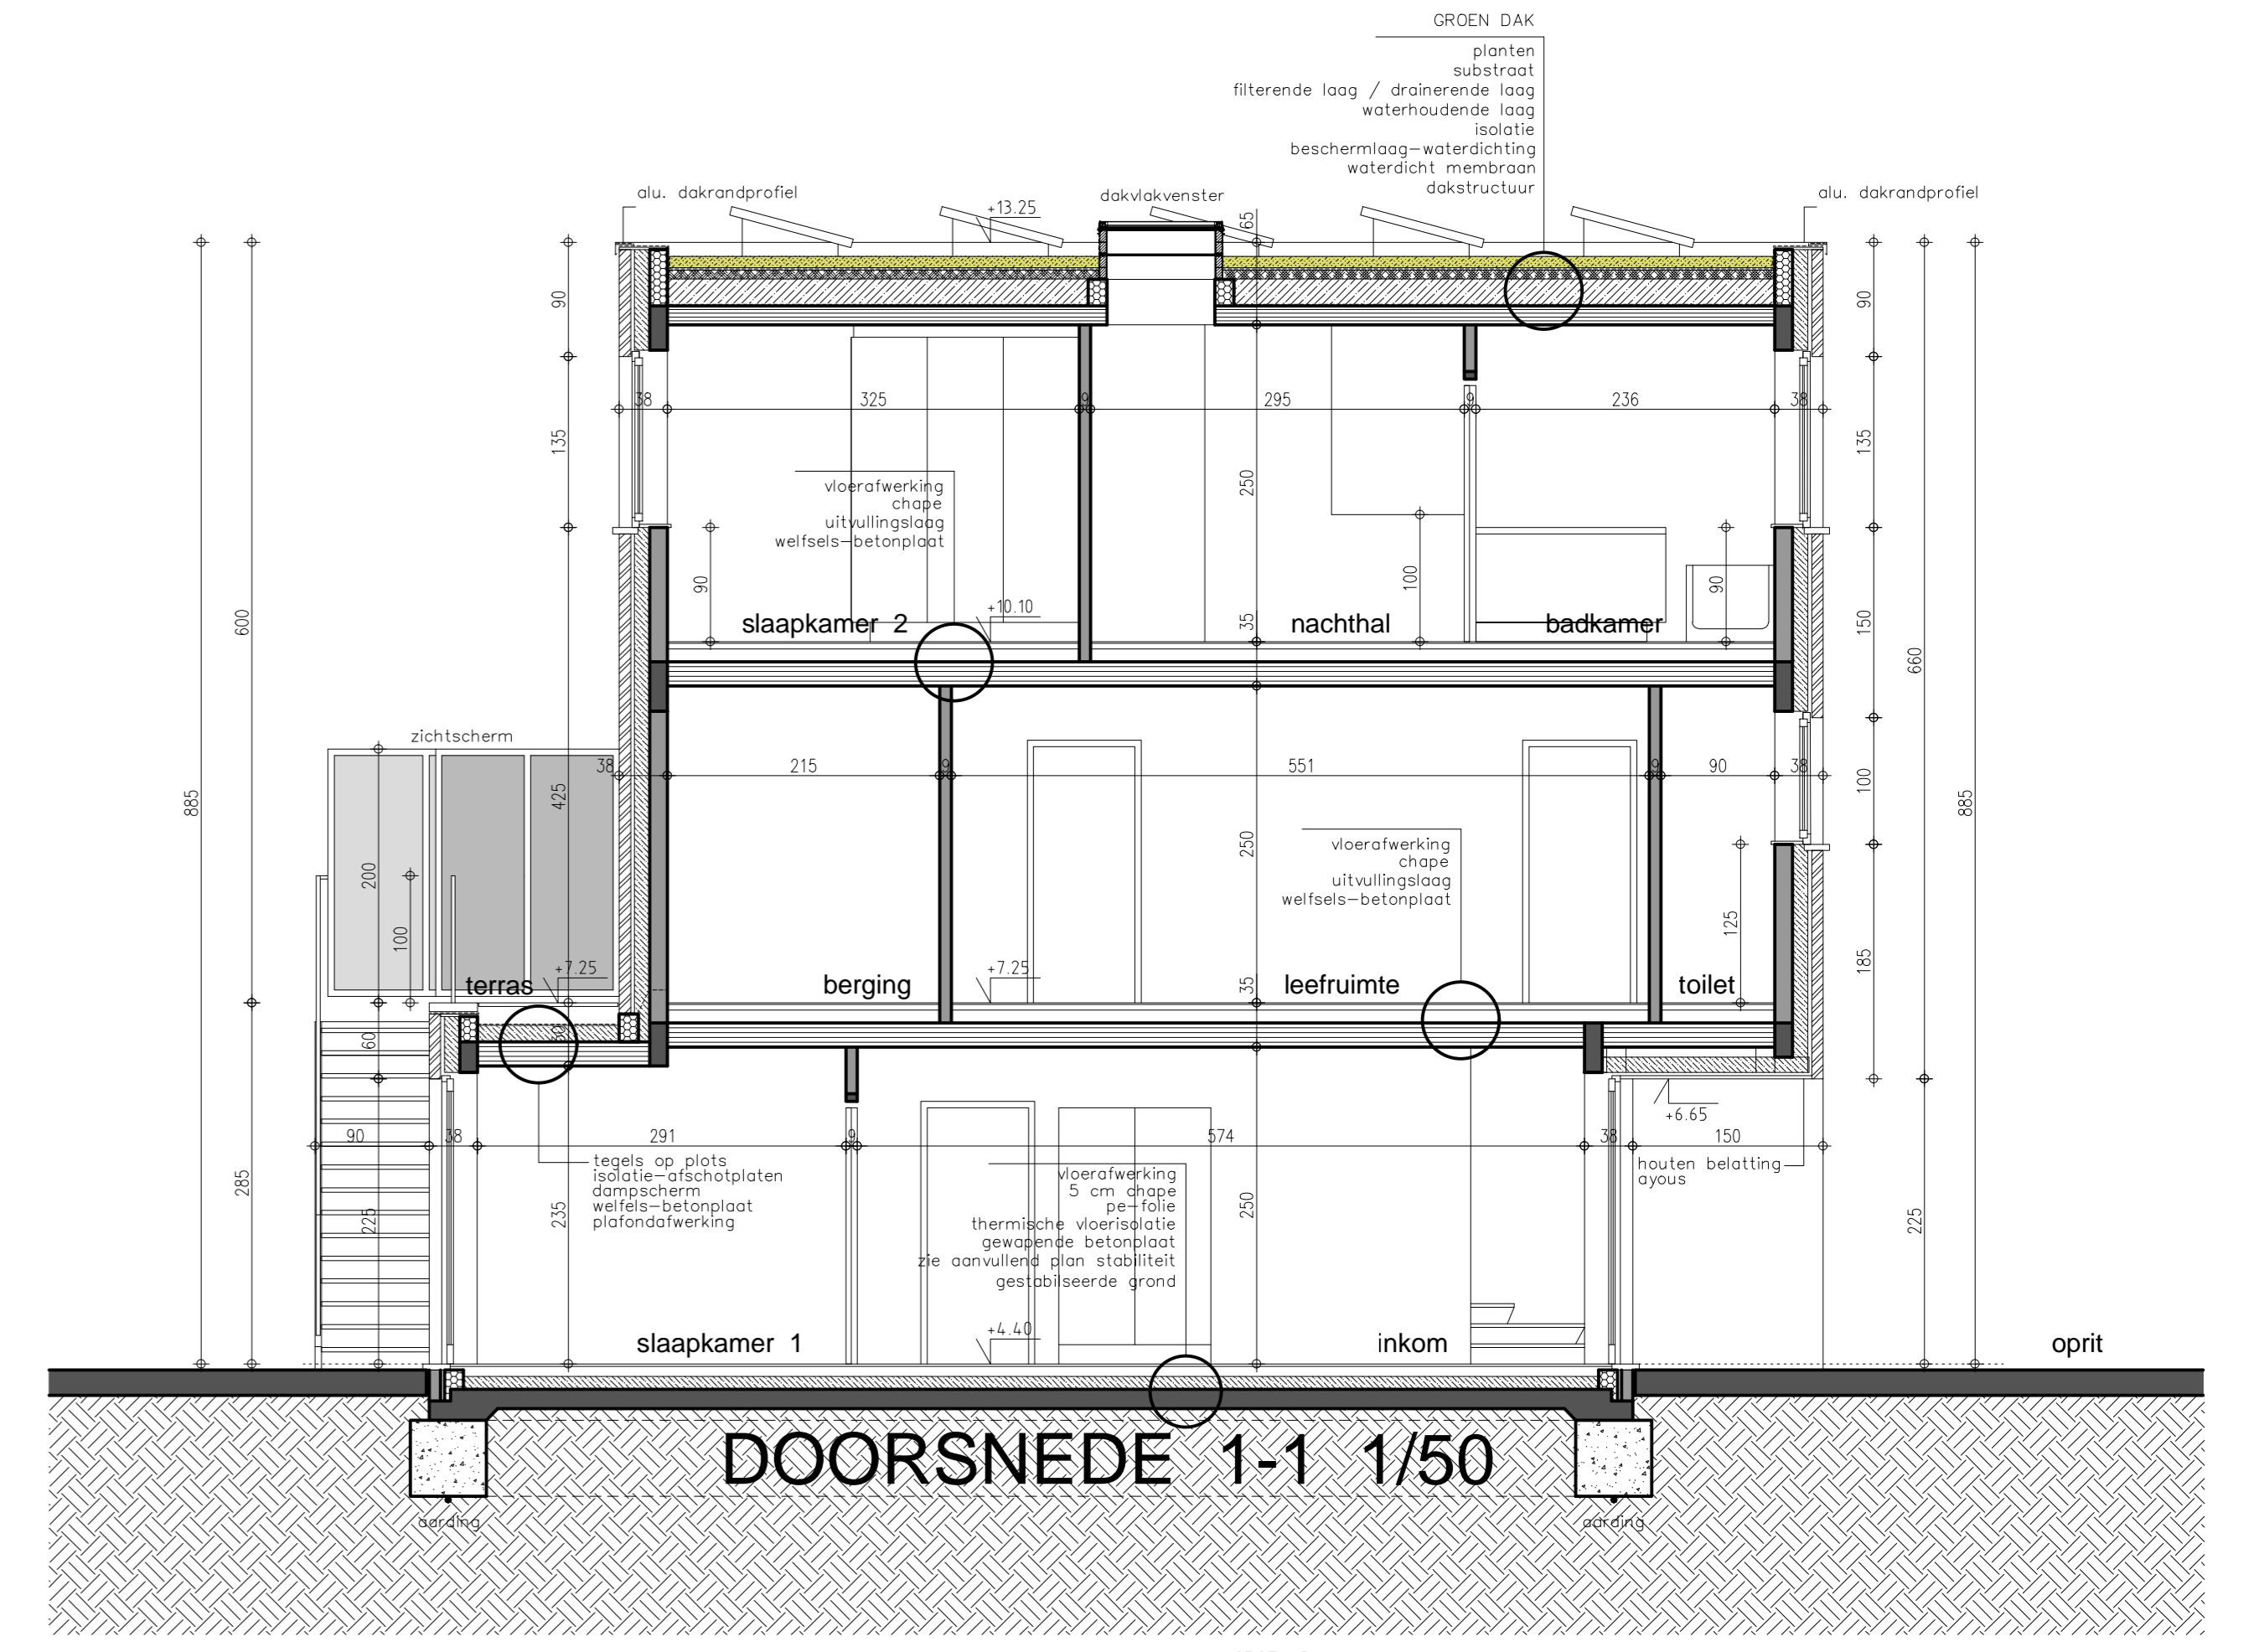 GROEN DAK
planten
substraat
filterende laag / drainerende laag
waterhoudende laag
isolatie
beschermlaag-waterdichting
waterdicht membraan
dakstructuur
alu. dakrandprofiel
dakvlakvenster
alu. dakrandprofiel
+13.25
65
90
90
38
325
9
295
9
236
38
135
135
250
vloerafwerking
chape
uitvullingslaag
welfsels-betonplaat
90
100
90
600
+10.10
35
150
660
slaapkamer 2
nachthal
badkamer
zichtscherm
38
215
9
551
9
90
38
885
425
100
885
250
vloerafwerking
chape
uitvullingslaag
welfsels-betonplaat
200
100
125
185
+7.25
+7.25
35
terras
berging
leefruimte
toilet
60
60
+6.65
90
38
291
9
574
38
150
tegels op plots
isolatie-afschotplaten
dampscherm
welfels-betonplaat
plafondafwerking
vloerafwerking
5 cm chape
pe-folie
thermische vloerisolatie
gewapende betonplaat
zie aanvullend plan stabiliteit
gestabilseerde grond
houten belatting
ayous
285
225
235
250
225
+4.40
slaapkamer 1
inkom
oprit
DOORSNEDE 1-1 1/50
aarding
aarding